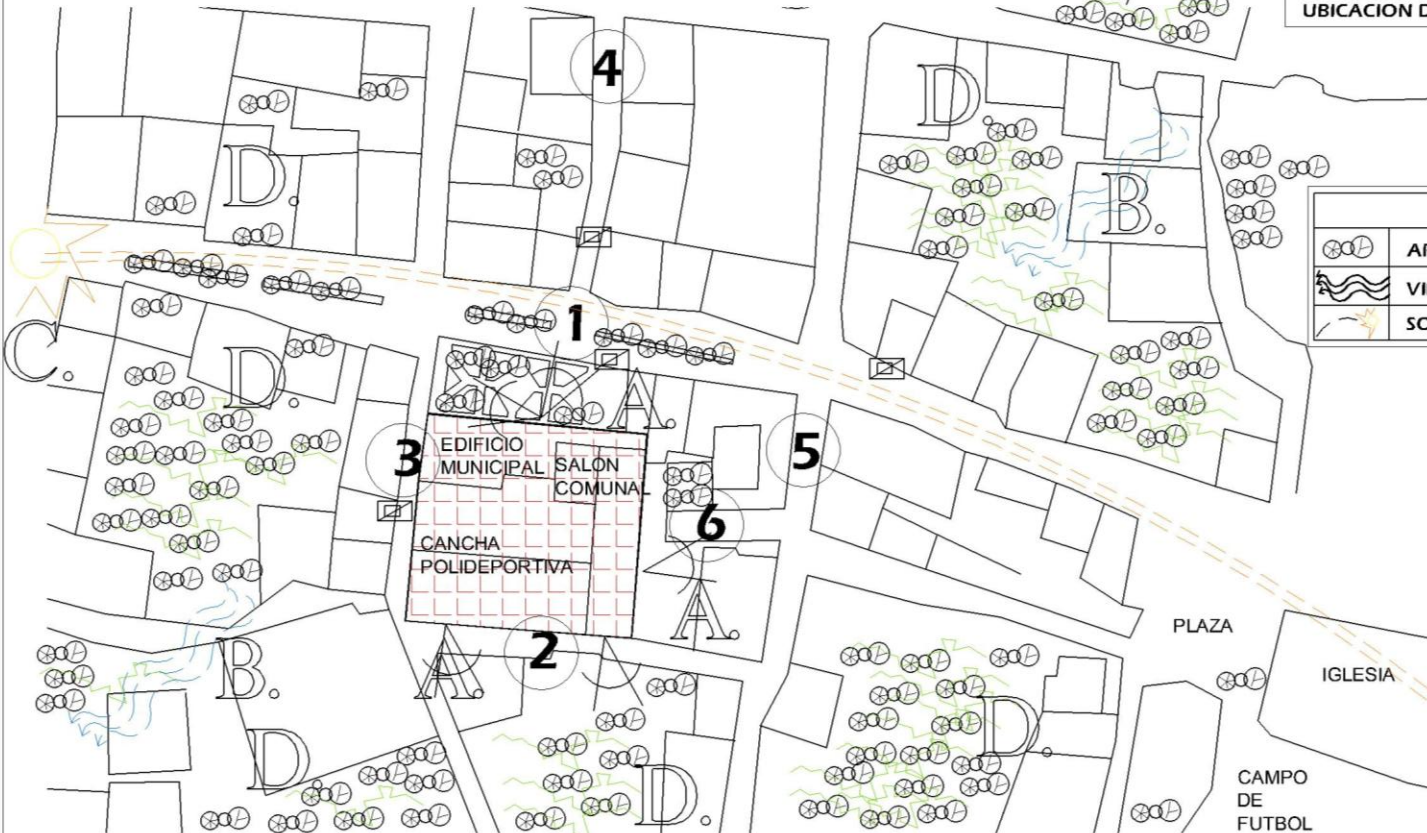 UBICACION D
4
D.
D.
B.
1
C.
D.
A.
3
EDIFICIO
MUNICIPAL
SALON
COMUNAL
5
6
CANCHA
POLIDEPORTIVA
A.
2
A.
B.
D.
D.
D.
PLAZA
IGLESIA
CAMPO
DE
FUTBOL